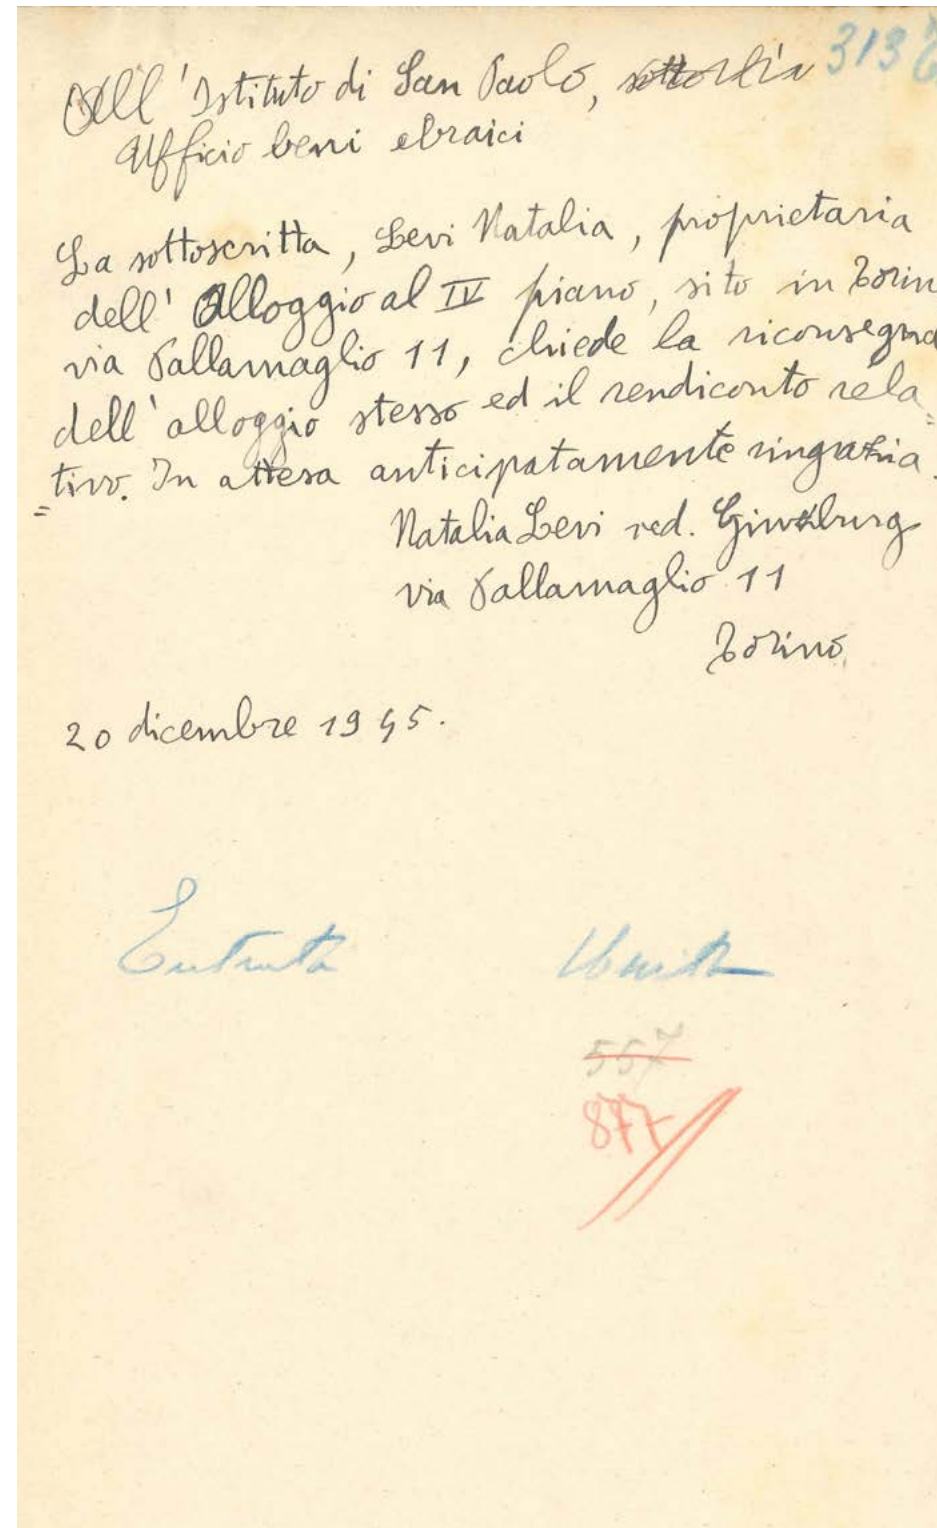 313
All'Istituto di San Paolo,
Ufficio beni ebraici
La sottoscritta, Levi Natalia, proprietaria
dell'Alloggio al IV piano, sito in Torin
via Pallamaglio 11, chiede la riconsegna
dell'alloggio stesso ed il rendiconto rela=
=tivo. In attesa anticipatamente ringrazia.
Natalia Levi ved. Ginzburg
via Pallamaglio 11
Torino
20 dicembre 1945.
Entrata
557
877